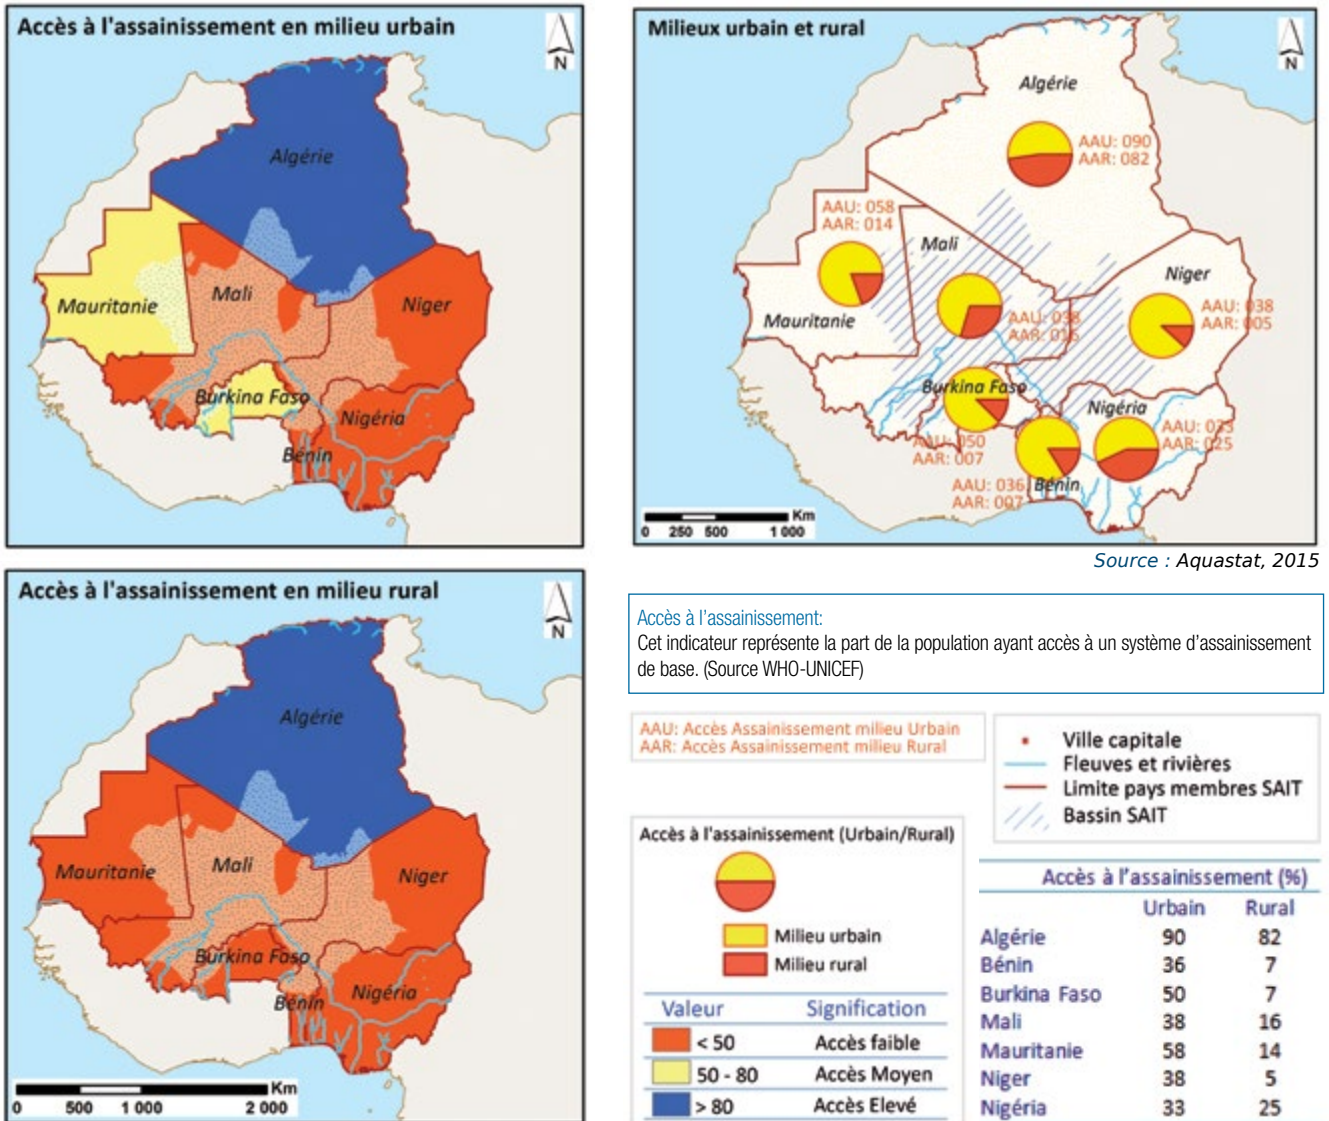 Accès à l'assainissement en milieu urbain
N
Algérie
Mauritanie
Mali
Niger
Burkina Faso
Nigéria
Bénin
Milieux urbain et rural
N
Algérie
AAU: 090
AAR: 082
AAU: 058
AAR: 014
Mali
Niger
Mauritanie
AAU: 038
AAR: 016
AAU: 038
AAR: 005
Burkina Faso
Nigéria
AAU: 050
AAR: 007
AAU: 033
AAR: 025
AAU: 036
AAR: 007
Bénin
Km
0 250 500 1 000
Source : Aquastat, 2015
Accès à l'assainissement en milieu rural
N
Algérie
Mauritanie
Mali
Niger
Burkina Faso
Nigéria
Bénin
Km
0 500 1 000 2 000
Accès à l'assainissement:
Cet indicateur représente la part de la population ayant accès à un système d'assainissement
de base. (Source WHO-UNICEF)
AAU: Accès Assainissement milieu Urbain
AAR: Accès Assainissement milieu Rural
Ville capitale
Fleuves et rivières
Limite pays membres SAIT
Bassin SAIT
Accès à l'assainissement (Urbain/Rural)
Milieu urbain
Milieu rural
Valeur Signification
< 50 Accès faible
50 - 80 Accès Moyen
> 80 Accès Elevé
Accès à l'assainissement (%)
Urbain Rural
Algérie 90 82
Bénin 36 7
Burkina Faso 50 7
Mali 38 16
Mauritanie 58 14
Niger 38 5
Nigéria 33 25